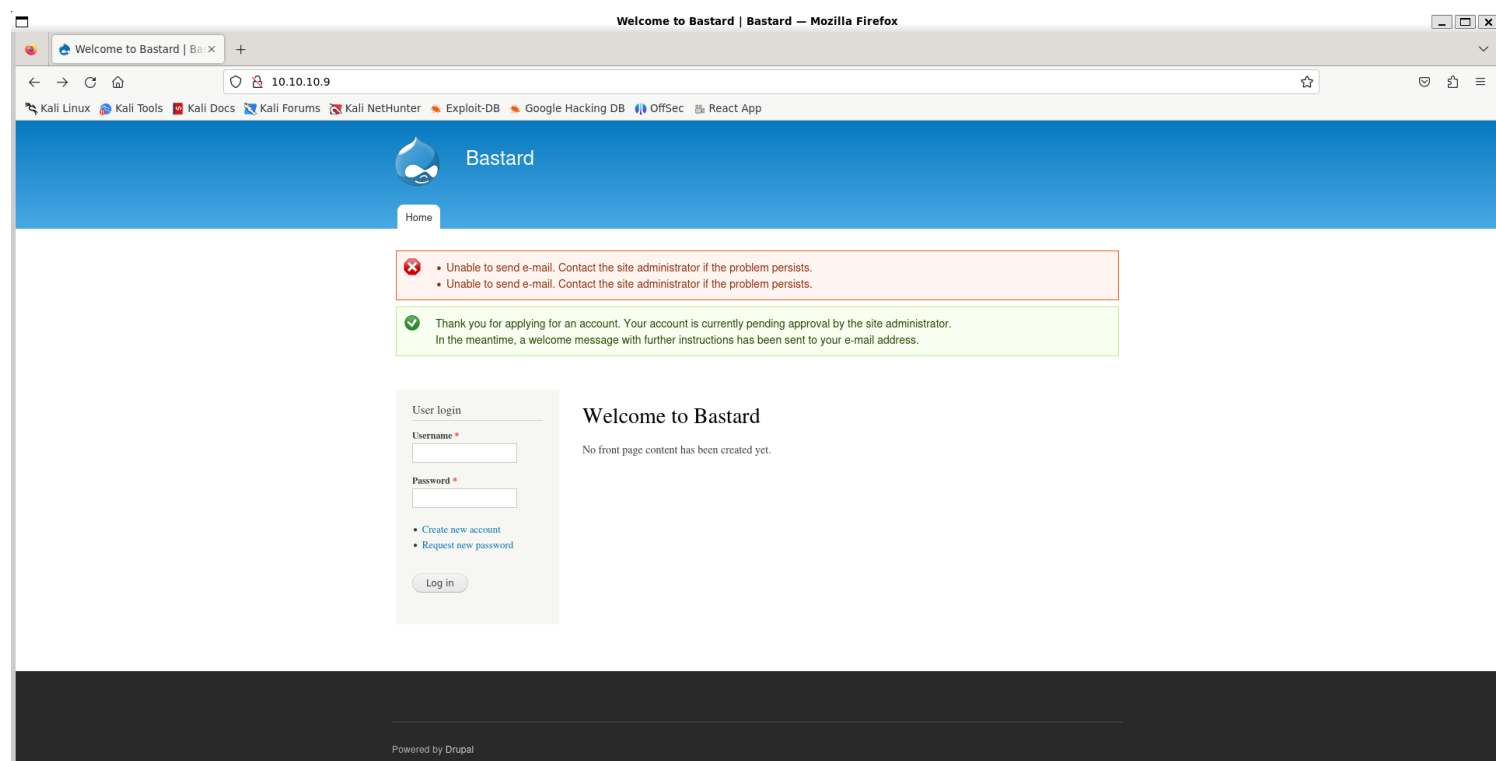 Welcome to Bastard | Bastard — Mozilla Firefox
Welcome to Bastard | Ba
10.10.10.9
Kali Linux Kali Tools Kali Docs Kali Forums Kali NetHunter Exploit-DB Google Hacking DB OffSec React App
Bastard
Home
Unable to send e-mail. Contact the site administrator if the problem persists.
Unable to send e-mail. Contact the site administrator if the problem persists.
Thank you for applying for an account. Your account is currently pending approval by the site administrator.
In the meantime, a welcome message with further instructions has been sent to your e-mail address.
User login
Username *
Password *
Create new account
Request new password
Log in
Welcome to Bastard
No front page content has been created yet.
Powered by Drupal